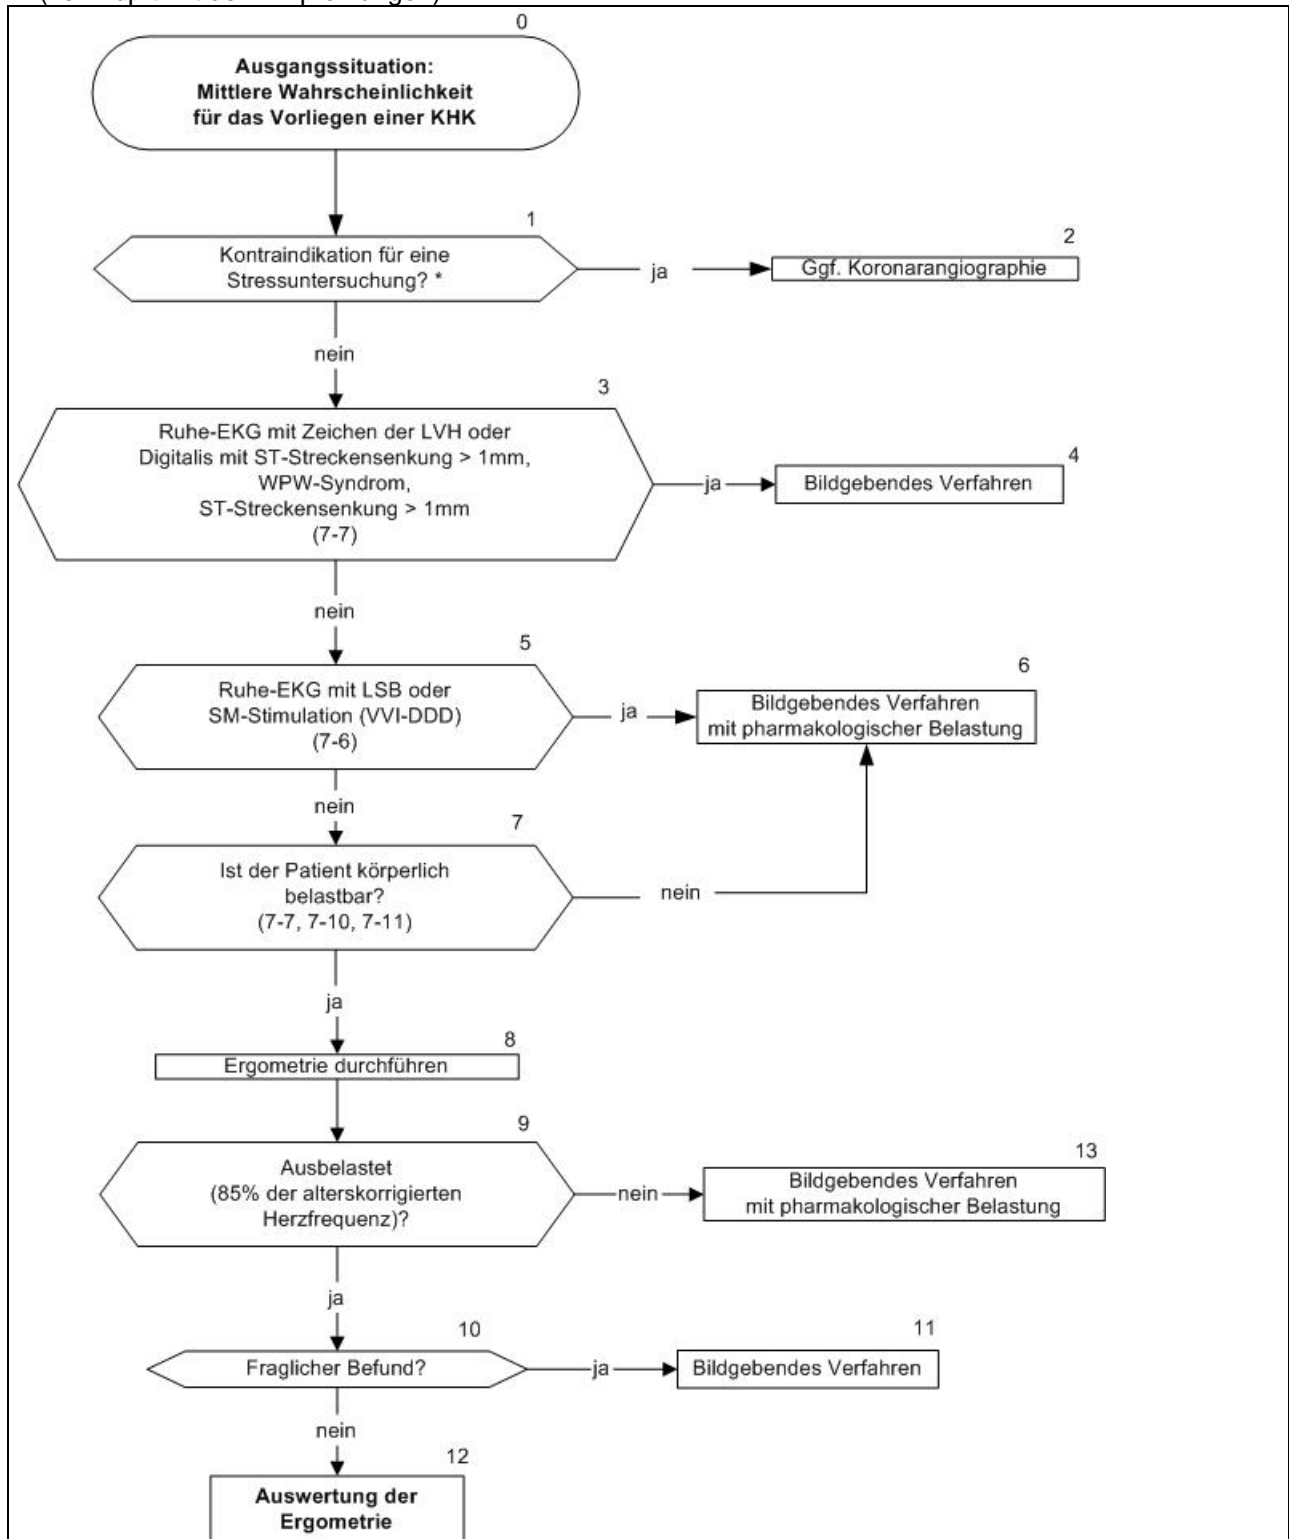 0
Ausgangssituation:
Mittlere Wahrscheinlichkeit
für das Vorliegen einer KHK
1
Kontraindikation für eine
Stressuntersuchung? *
ja
2
Ggf. Koronarangiographie
nein
3
Ruhe-EKG mit Zeichen der LVH oder
Digitalis mit ST-Streckensenkung > 1mm,
WPW-Syndrom,
ST-Streckensenkung > 1mm
(7-7)
ja
4
Bildgebendes Verfahren
nein
5
Ruhe-EKG mit LSB oder
SM-Stimulation (VVI-DDD)
(7-6)
ja
6
Bildgebendes Verfahren
mit pharmakologischer Belastung
nein
7
Ist der Patient körperlich
belastbar?
(7-7, 7-10, 7-11)
nein
ja
8
Ergometrie durchführen
9
Ausbelastet
(85% der alterskorrigierten
Herzfrequenz)?
nein
13
Bildgebendes Verfahren
mit pharmakologischer Belastung
ja
10
Fraglicher Befund?
ja
11
Bildgebendes Verfahren
nein
12
Auswertung der
Ergometrie